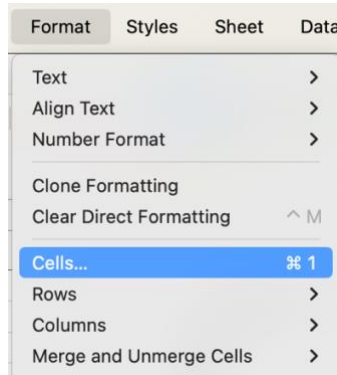 Format Styles Sheet Data
Text
Align Text
Number Format
Clone Formatting
Clear Direct Formatting ^ M
Cells... ⌘ 1
Rows
Columns
Merge and Unmerge Cells